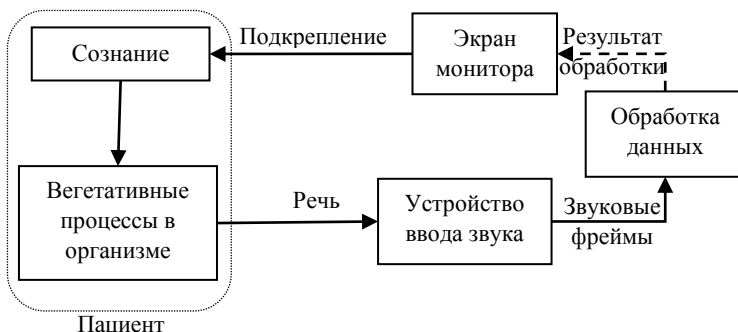 Сознание
Подкрепление
Экран
монитора
Результат
обработки
Обработка
данных
Вегетативные
процессы в
организме
Речь
Устройство
ввода звука
Звуковые
фреймы
Пациент